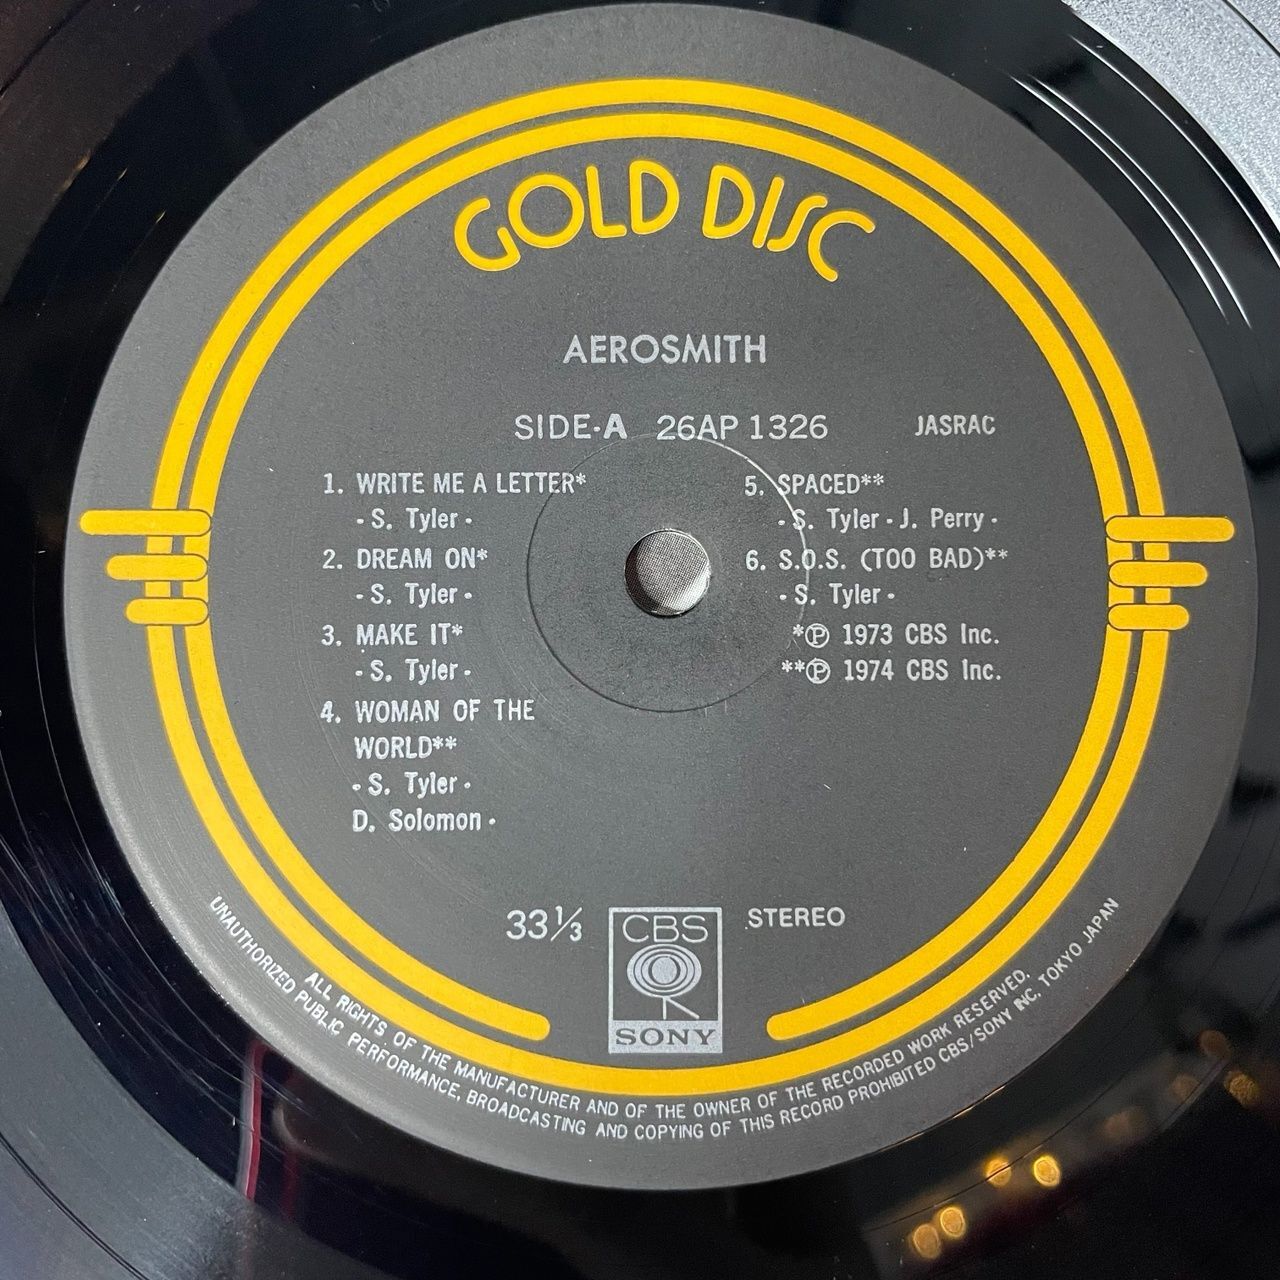 GOLD DISC
AEROSMITH
SIDE·A 26AP 1326 JASRAC
1. WRITE ME A LETTER*
- S. Tyler -
2. DREAM ON*
- S. Tyler -
3. MAKE IT*
- S. Tyler -
4. WOMAN OF THE
WORLD**
- S. Tyler -
D. Solomon -
5. SPACED**
- S. Tyler - J. Perry -
6. S.O.S. (TOO BAD)**
- S. Tyler -
*Ⓟ 1973 CBS Inc.
**Ⓟ 1974 CBS Inc.
33⅓
CBS
SONY
STEREO
ALL RIGHTS OF THE MANUFACTURER AND OF THE OWNER OF THE RECORDED WORK RESERVED.
UNAUTHORIZED PUBLIC PERFORMANCE, BROADCASTING AND COPYING OF THIS RECORD PROHIBITED CBS/SONY INC. TOKYO JAPAN